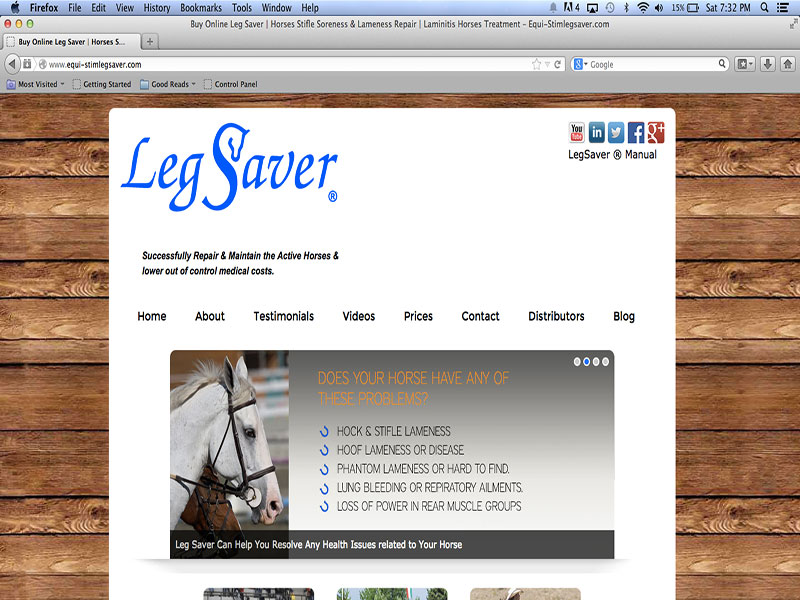 Firefox File Edit View History Bookmarks Tools Window Help 4 15% Sat 7:32 PM
Buy Online Leg Saver | Horses Stifle Soreness & Lameness Repair | Laminitis Horses Treatment – Equi-Stimlegsaver.com
Buy Online Leg Saver | Horses S... +
www.equi-stimlegsaver.com Google
Most Visited Getting Started Good Reads Control Panel
LegSaver ®
You Tube in f g+
LegSaver ® Manual
Successfully Repair & Maintain the Active Horses &
lower out of control medical costs.
Home About Testimonials Videos Prices Contact Distributors Blog
DOES YOUR HORSE HAVE ANY OF
THESE PROBLEMS?
HOCK & STIFLE LAMENESS
HOOF LAMENESS OR DISEASE
PHANTOM LAMENESS OR HARD TO FIND.
LUNG BLEEDING OR REPIRATORY AILMENTS.
LOSS OF POWER IN REAR MUSCLE GROUPS
Leg Saver Can Help You Resolve Any Health Issues related to Your Horse